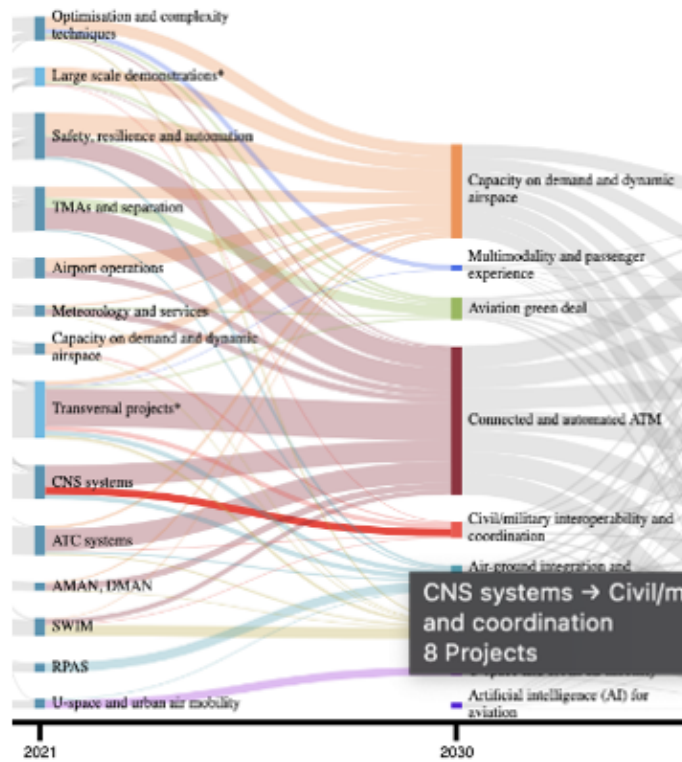 Optimisation and complexity
techniques
Large scale demonstrations*
Safety, resilience and automation
TMAs and separation
Airport operations
Meteorology and services
Capacity on demand and dynamic
airspace
Transversal projects*
CNS systems
ATC systems
AMAN, DMAN
SWIM
RPAS
U-space and urban air mobility
Capacity on demand and dynamic
airspace
Multimodality and passenger
experience
Aviation green deal
Connected and automated ATM
Civil/military interoperability and
coordination
Air-ground integration and
CNS systems → Civil/m
and coordination
8 Projects
Artificial intelligence (AI) for
aviation
2021
2030